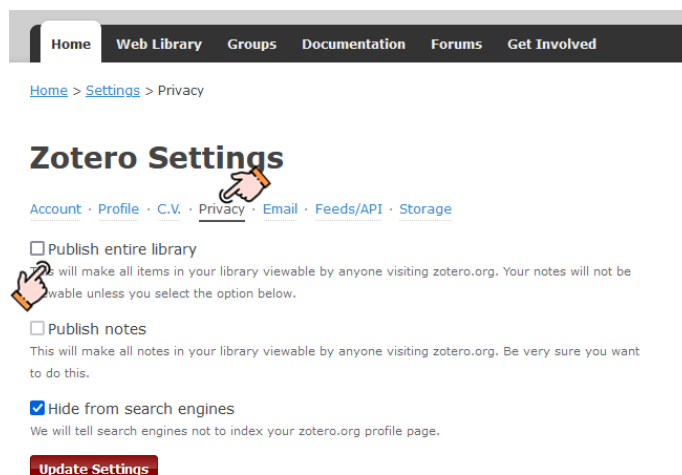 Home Web Library Groups Documentation Forums Get Involved
Home > Settings > Privacy
Zotero Settings
Account · Profile · C.V. · Privacy · Email · Feeds/API · Storage
Publish entire library
This will make all items in your library viewable by anyone visiting zotero.org. Your notes will not be
viewable unless you select the option below.
Publish notes
This will make all notes in your library viewable by anyone visiting zotero.org. Be very sure you want
to do this.
Hide from search engines
We will tell search engines not to index your zotero.org profile page.
Update Settings